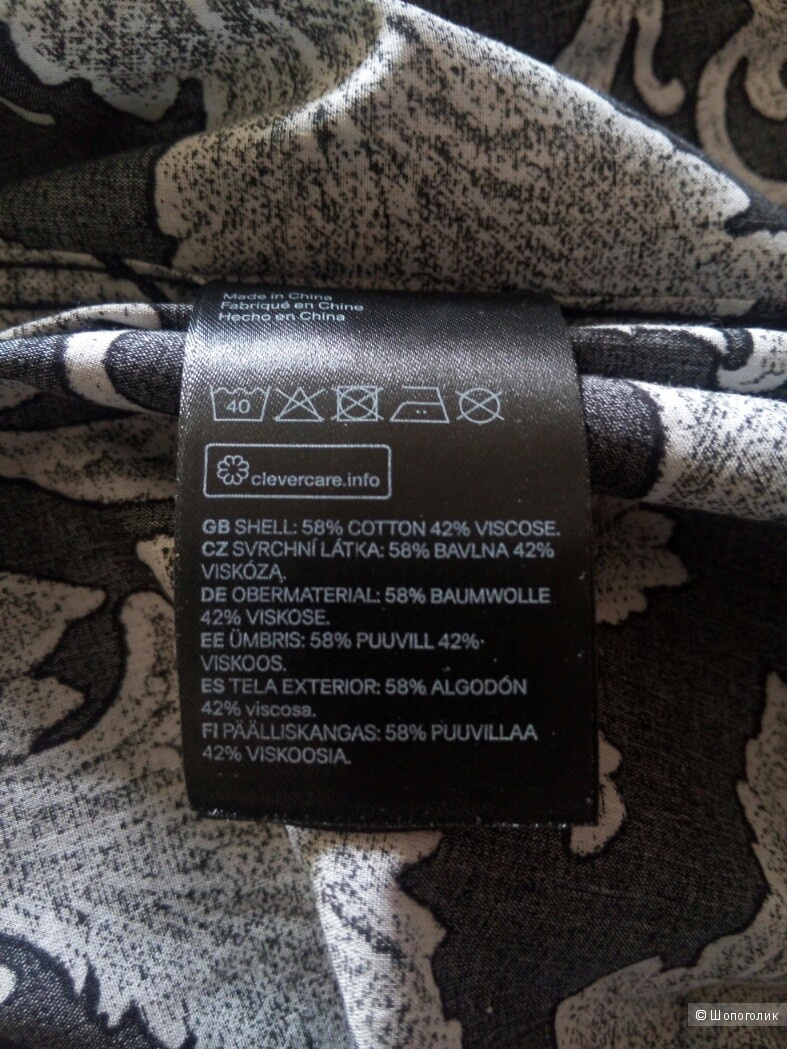 Made in China
Fabriqué en Chine
Hecho en China
40
clevercare.info
GB SHELL: 58% COTTON 42% VISCOSE.
CZ SVRCHNÍ LÁTKA: 58% BAVLNA 42%
VISKÓZA.
DE OBERMATERIAL: 58% BAUMWOLLE
42% VISKOSE.
EE ÜMBRIS: 58% PUUVILL 42%
VISKOOS.
ES TELA EXTERIOR: 58% ALGODÓN
42% viscosa.
FI PÄÄLLISKANGAS: 58% PUUVILLAA
42% VISKOOSIA.
© Шопоголик